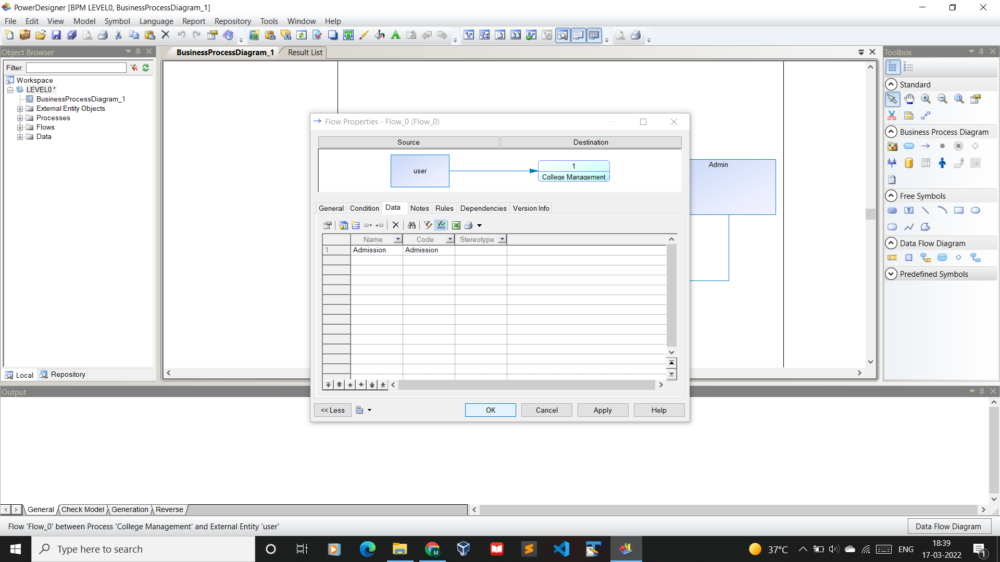 PowerDesigner [BPM LEVEL0, BusinessProcessDiagram_1]
File Edit View Model Symbol Language Report Repository Tools Window Help
Object Browser
BusinessProcessDiagram_1 Result List
Toolbox
Filter:
Workspace
LEVEL0 *
BusinessProcessDiagram_1
External Entity Objects
Processes
Flows
Data
Local Repository
Standard
Business Process Diagram
Free Symbols
Data Flow Diagram
Predefined Symbols
Admin
Flow Properties - Flow_0 (Flow_0)
Source Destination
user
1
College Management
General Condition Data Notes Rules Dependencies Version Info
Name Code Stereotype
1 Admission Admission
<< Less OK Cancel Apply Help
Output
General Check Model Generation Reverse
Flow 'Flow_0' between Process 'College Management' and External Entity 'user'
Data Flow Diagram
Type here to search
M
37°C
ENG
18:39
17-03-2022
1